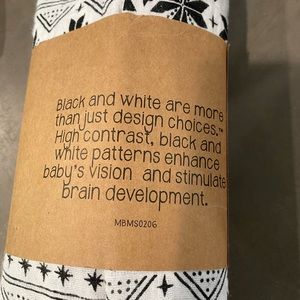 Black and white are more
than just design choices.™
High contrast, black and
white patterns enhance
baby's vision and stimulate
brain development.
MBMS0206